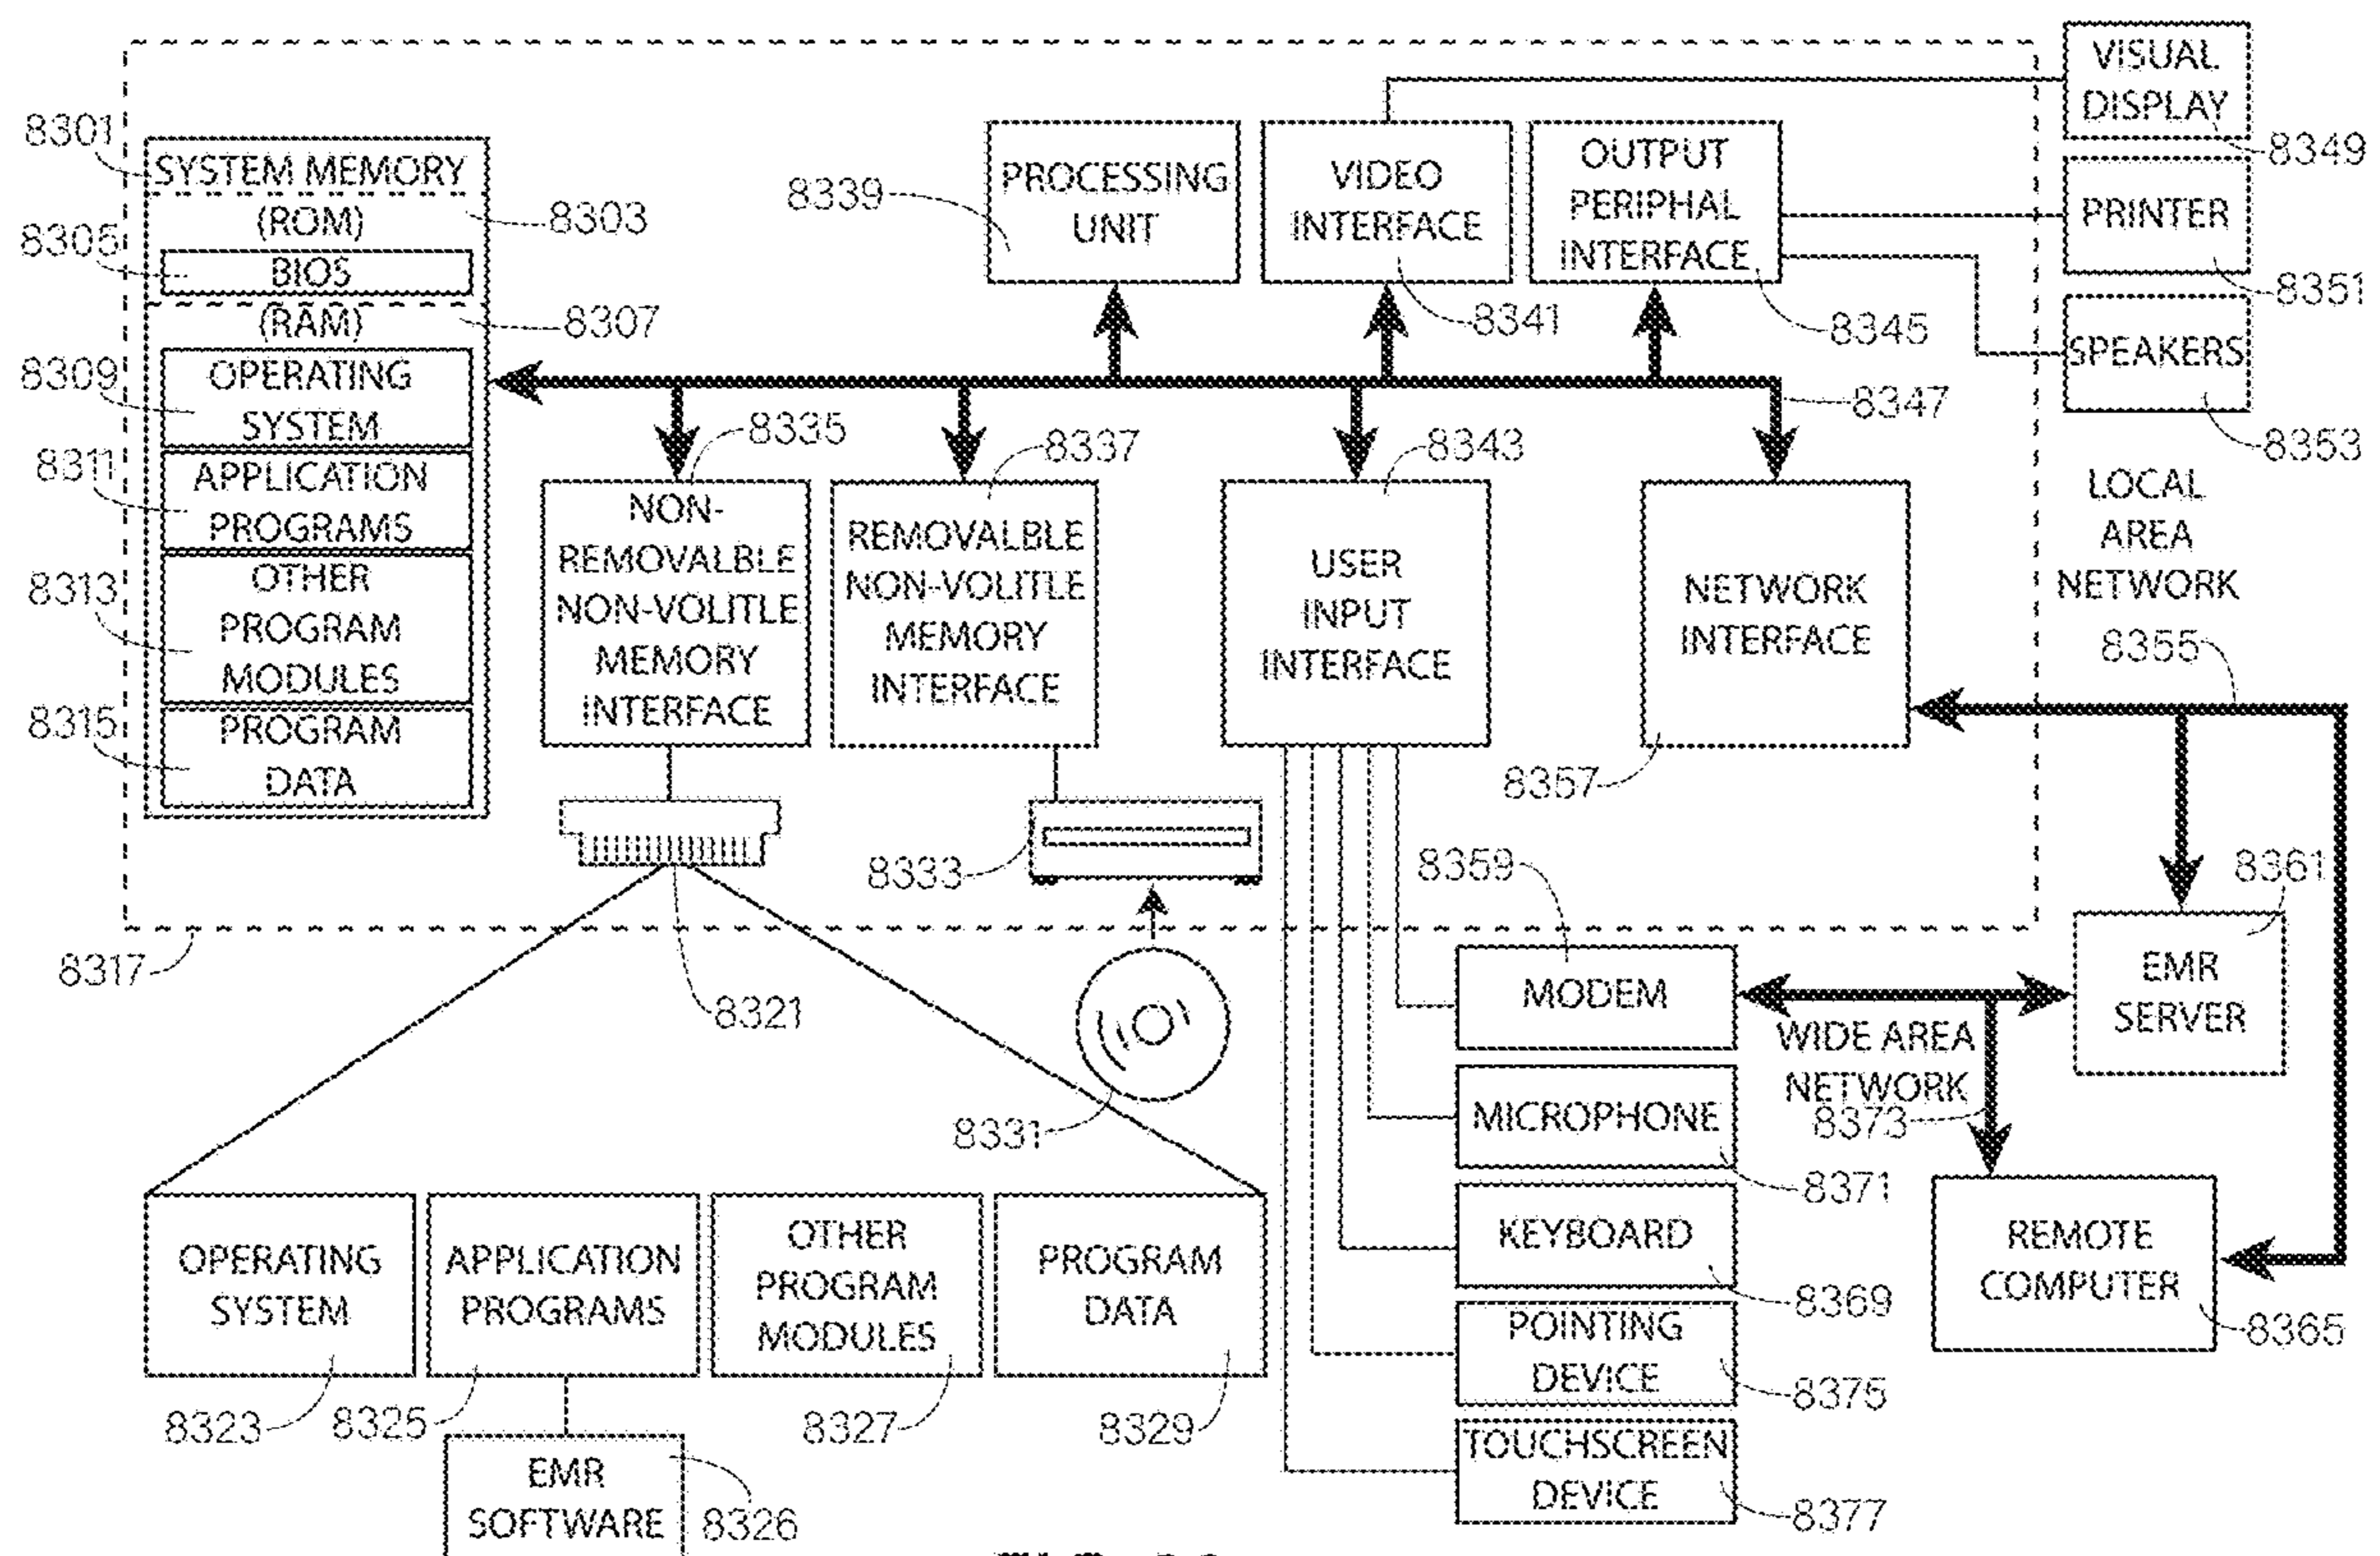 VISUAL
DISPLAY
8349
PRINTER
8351
SPEAKERS
8353
8301
SYSTEM MEMORY
(ROM)
8303
8305
BIOS
(RAM)
8307
8309
OPERATING
SYSTEM
8311
APPLICATION
PROGRAMS
8313
OTHER
PROGRAM
MODULES
8315
PROGRAM
DATA
8339
PROCESSING
UNIT
VIDEO
INTERFACE
8341
OUTPUT
PERIPHAL
INTERFACE
8345
8347
8335
NON-
REMOVALBLE
NON-VOLITLE
MEMORY
INTERFACE
8337
REMOVALBLE
NON-VOLITLE
MEMORY
INTERFACE
8343
USER
INPUT
INTERFACE
NETWORK
INTERFACE
8357
LOCAL
AREA
NETWORK
8355
8333
8359
8361
8317
8321
8331
MODEM
WIDE AREA
NETWORK
8373
EMR
SERVER
MICROPHONE
8371
KEYBOARD
8369
POINTING
DEVICE
8375
TOUCHSCREEN
DEVICE
8377
REMOTE
COMPUTER
8365
OPERATING
SYSTEM
8323
APPLICATION
PROGRAMS
8325
OTHER
PROGRAM
MODULES
8327
PROGRAM
DATA
8329
EMR
SOFTWARE
8326